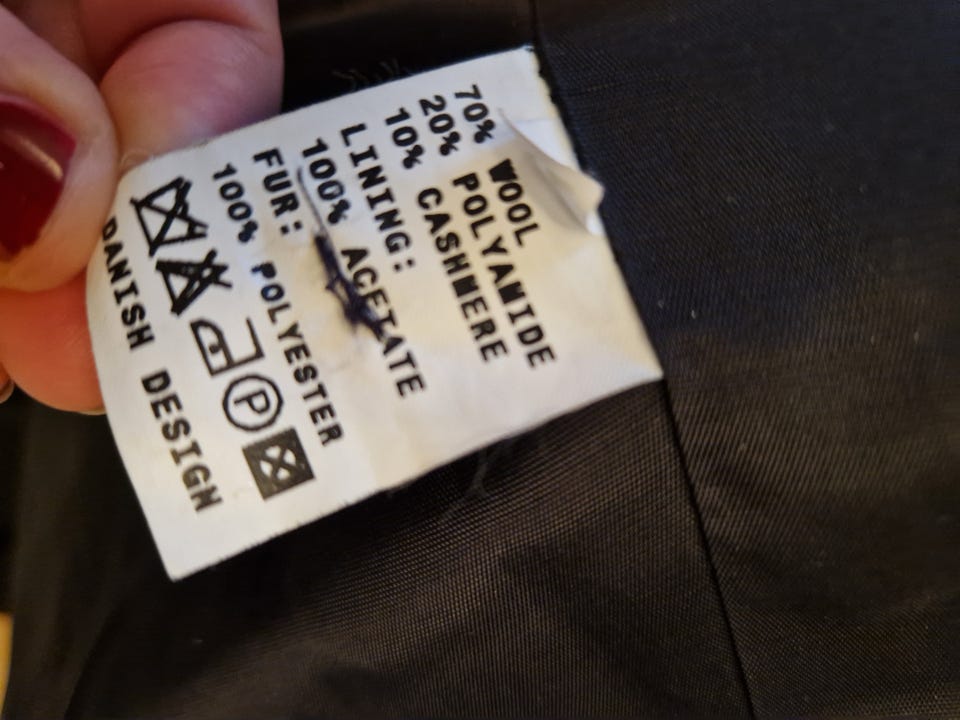 70% WOOL
20% POLYAMIDE
10% CASHMERE
LINING:
100% ACETATE
FUR:
100% POLYESTER
P
DANISH DESIGN